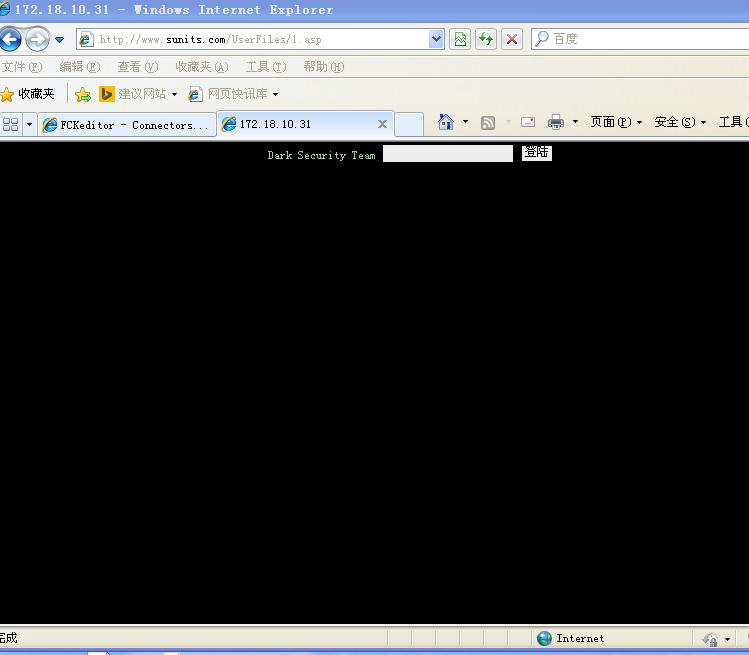 172.18.10.31 - Windows Internet Explorer
http://www.sunits.com/UserFiles/1.asp
百度
文件(F) 编辑(E) 查看(V) 收藏夹(A) 工具(T) 帮助(H)
收藏夹 建议网站 网页快讯库
FCKeditor - Connectors... 172.18.10.31 页面(P) 安全(S) 工具(
Dark Security Team 登陆
完成 Internet